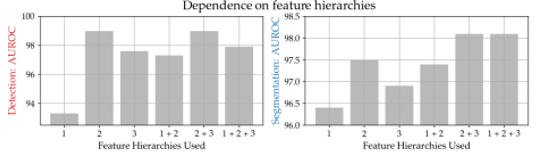 Dependence on feature hierarchies
Detection: AUROC
100
98
96
94
1 2 3 1 + 2 2 + 3 1 + 2 + 3
Feature Hierarchies Used
Segmentation: AUROC
98.5
98.0
97.5
97.0
96.5
96.0
1 2 3 1 + 2 2 + 3 1 + 2 + 3
Feature Hierarchies Used